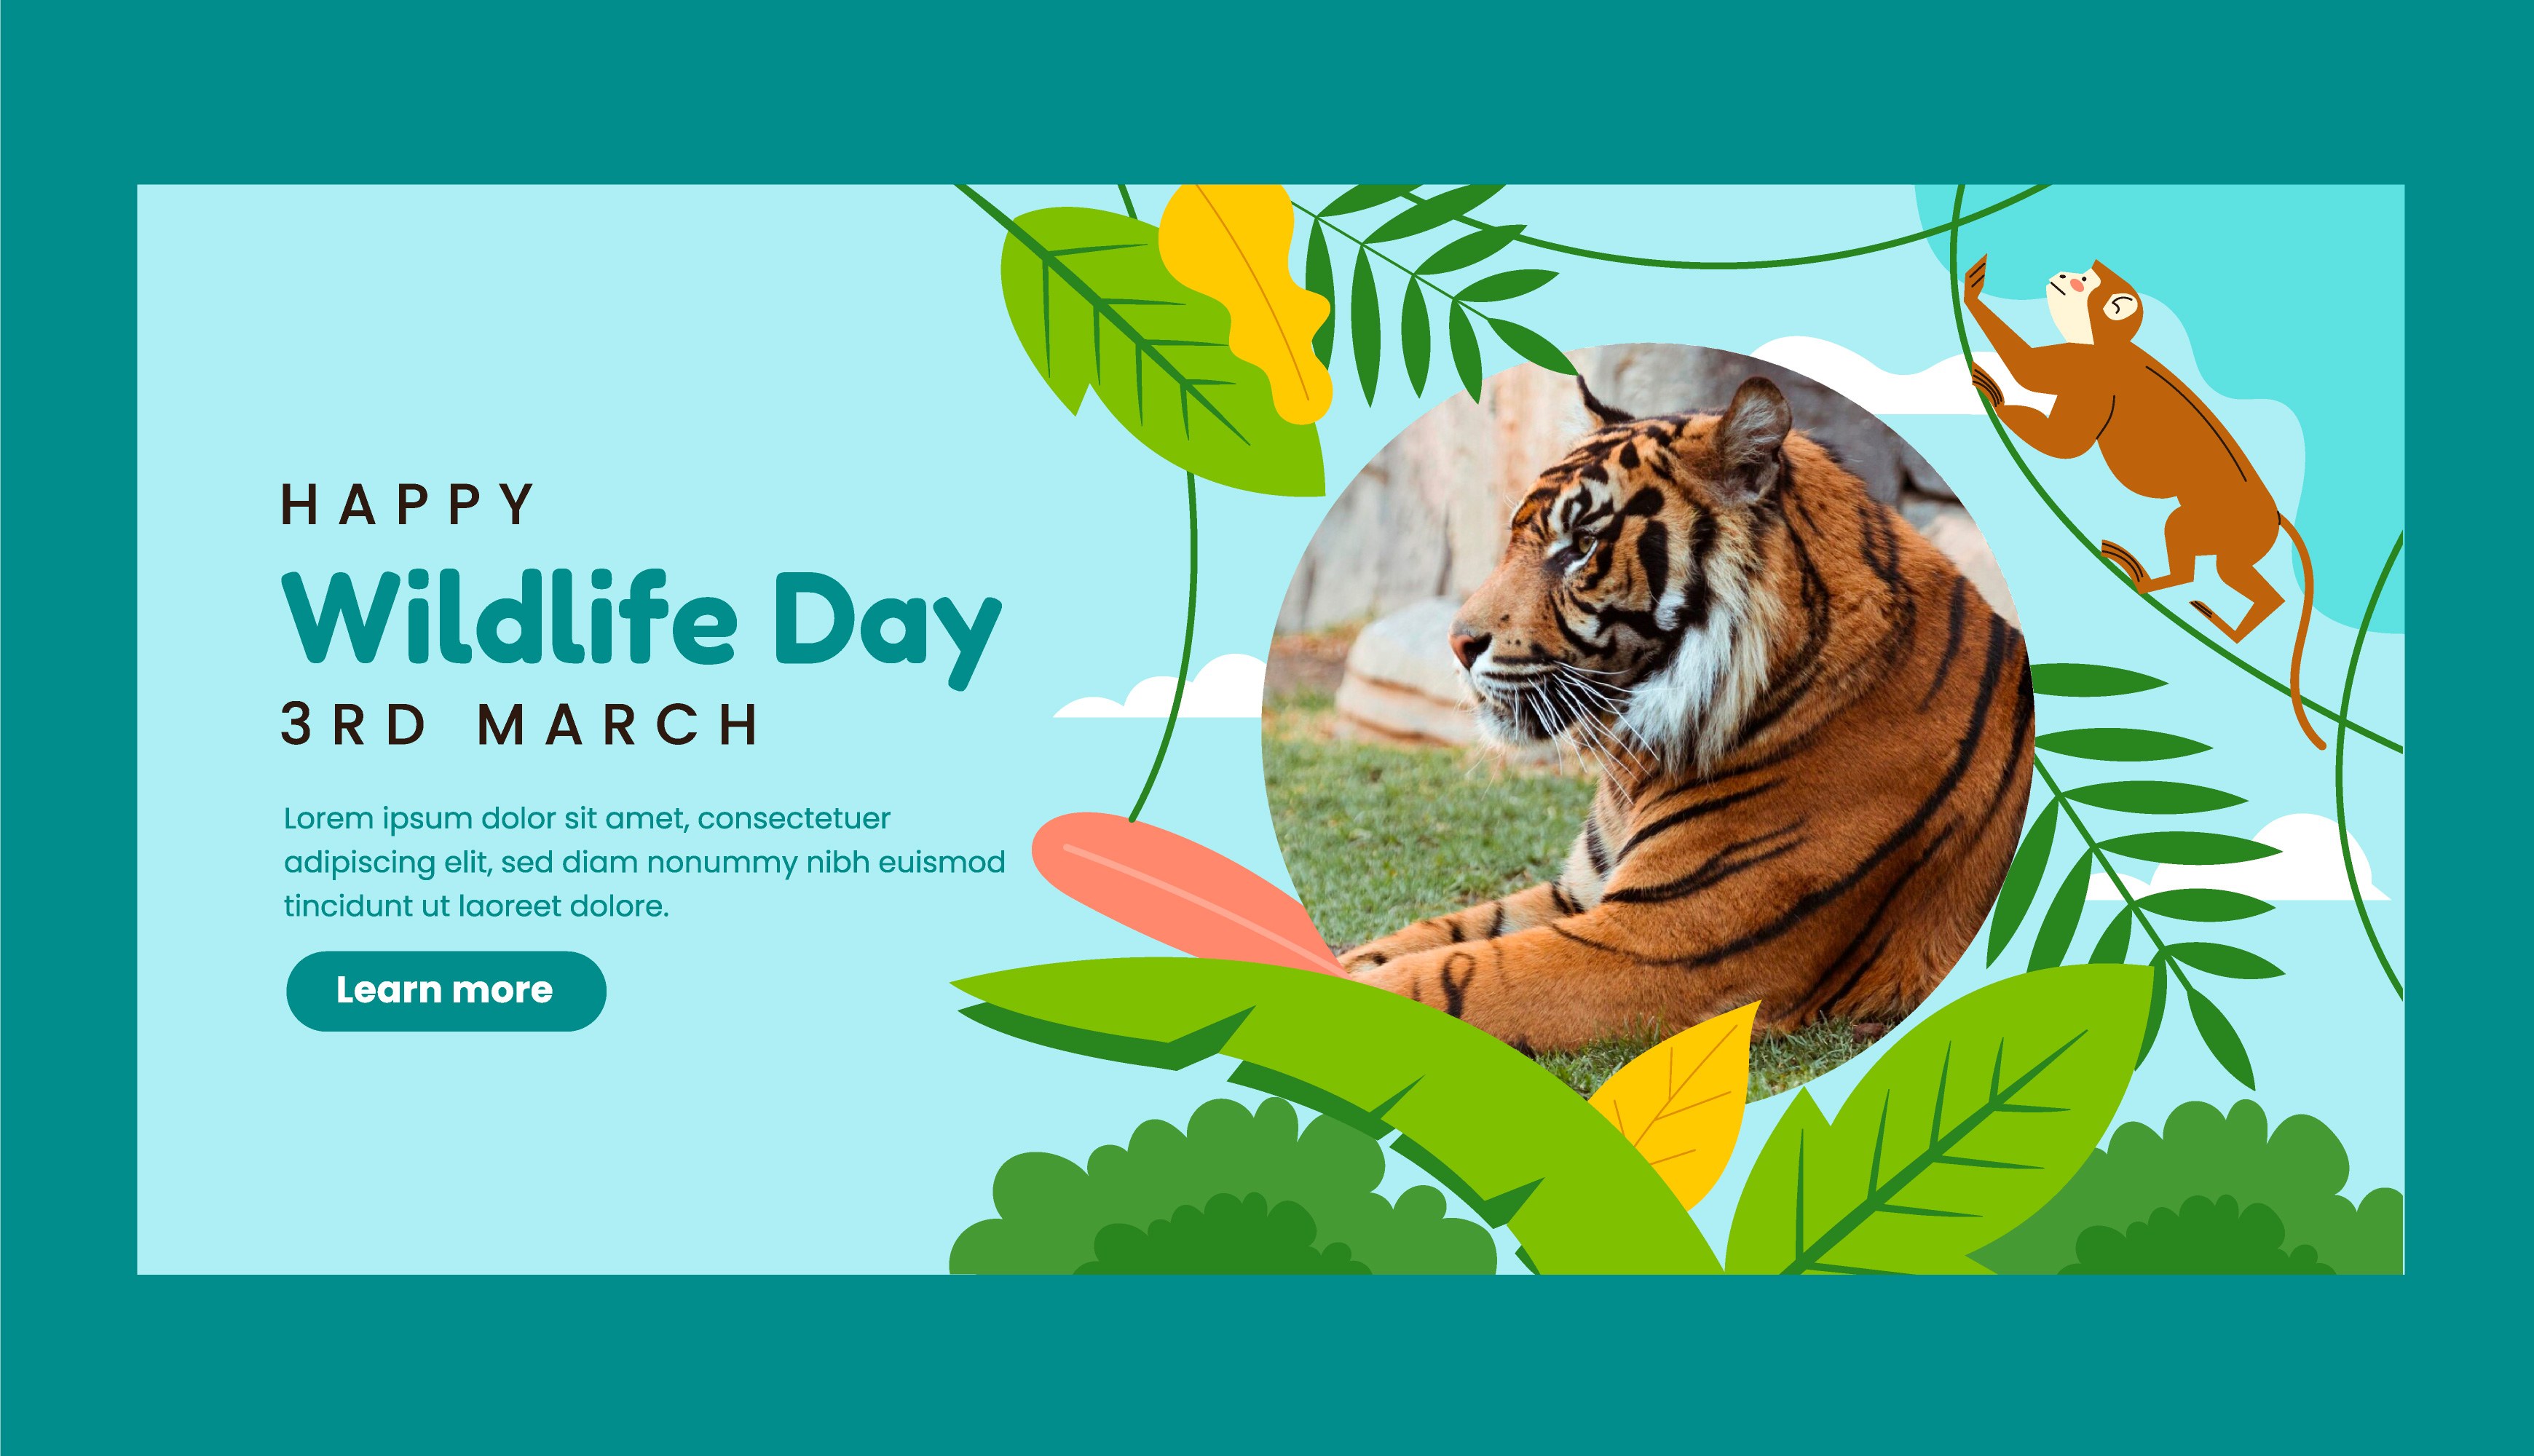 HAPPY
Wildlife Day
3RD MARCH
Lorem ipsum dolor sit amet, consectetuer
adipiscing elit, sed diam nonummy nibh euismod
tincidunt ut laoreet dolore.
Learn more